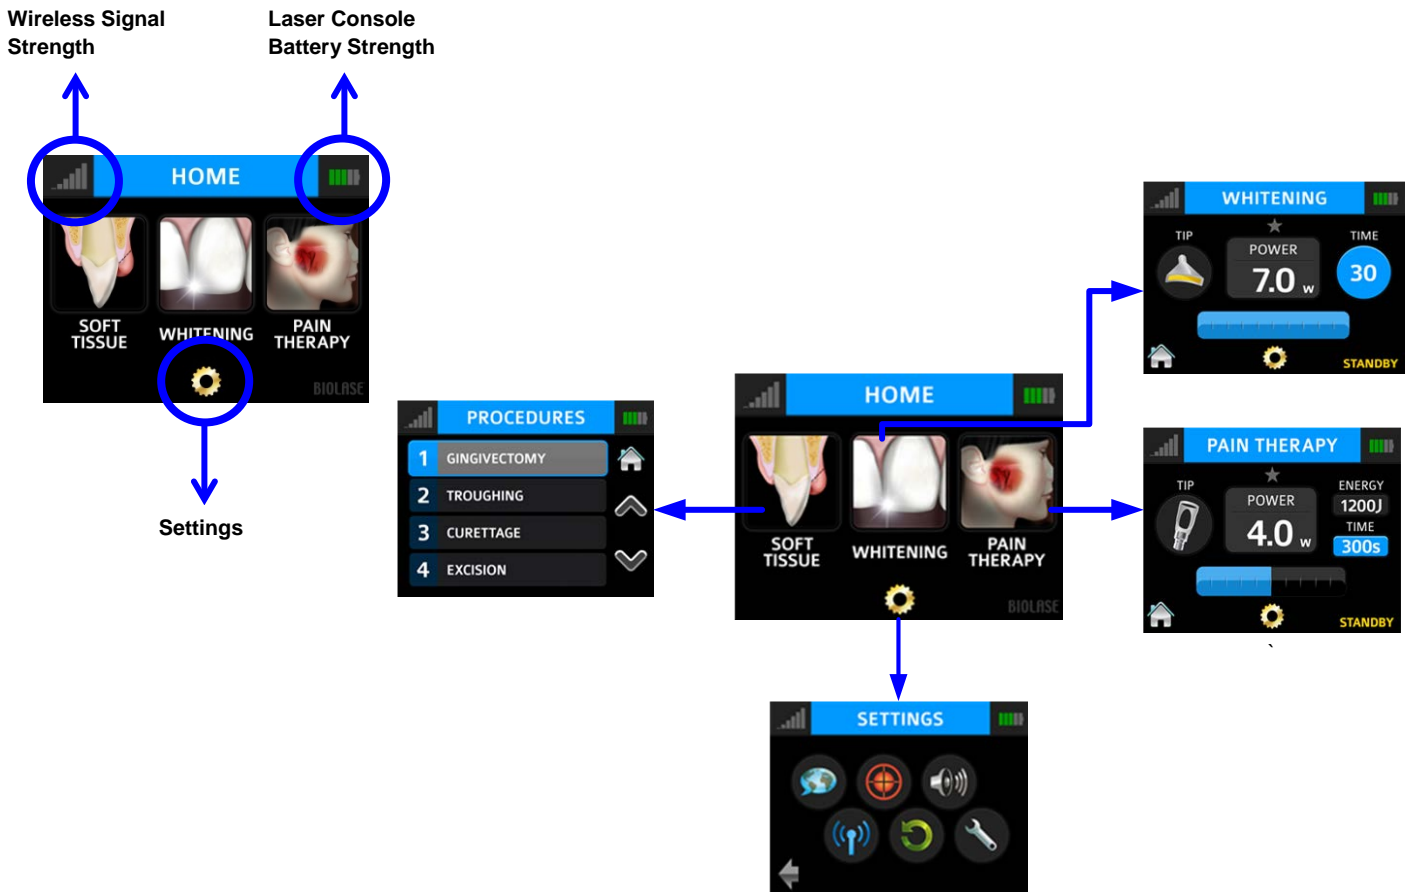 Wireless Signal
Strength
Laser Console
Battery Strength
HOME
SOFT
TISSUE
WHITENING
PAIN
THERAPY
BIOLASE
Settings
PROCEDURES
1 GINGIVECTOMY
2 TROUGHING
3 CURETTAGE
4 EXCISION
HOME
SOFT
TISSUE
WHITENING
PAIN
THERAPY
BIOLASE
WHITENING
TIP
POWER
7.0 W
TIME
30
STANDBY
PAIN THERAPY
TIP
POWER
4.0 W
ENERGY
1200J
TIME
300s
STANDBY
`
SETTINGS